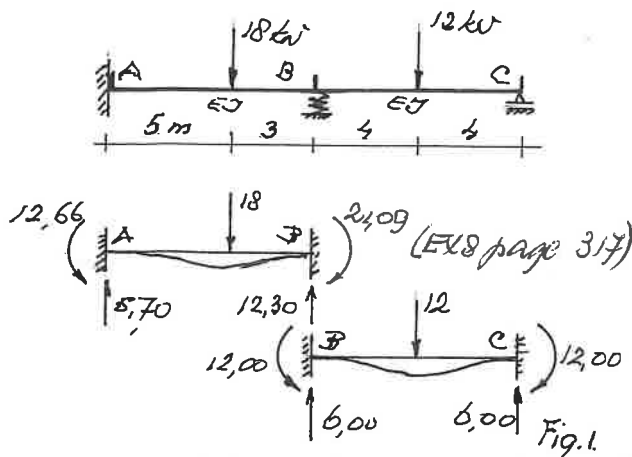 18 kN 12 kN
A B C
EJ EJ
5 m 3 4 4
12,66 18 21,09 (EX8 page 317)
A B
5,70 12,30 12
12,00 B C 12,00
6,00 6,00
Fig.1.